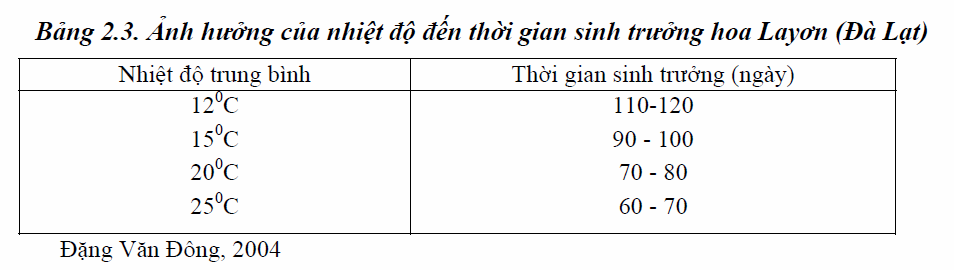 Bảng 2.3. Ảnh hưởng của nhiệt độ đến thời gian sinh trưởng hoa Layơn (Đà Lạt)
Nhiệt độ trung bình Thời gian sinh trưởng (ngày)
12⁰C 110-120
15⁰C 90 - 100
20⁰C 70 - 80
25⁰C 60 - 70
Đặng Văn Đông, 2004